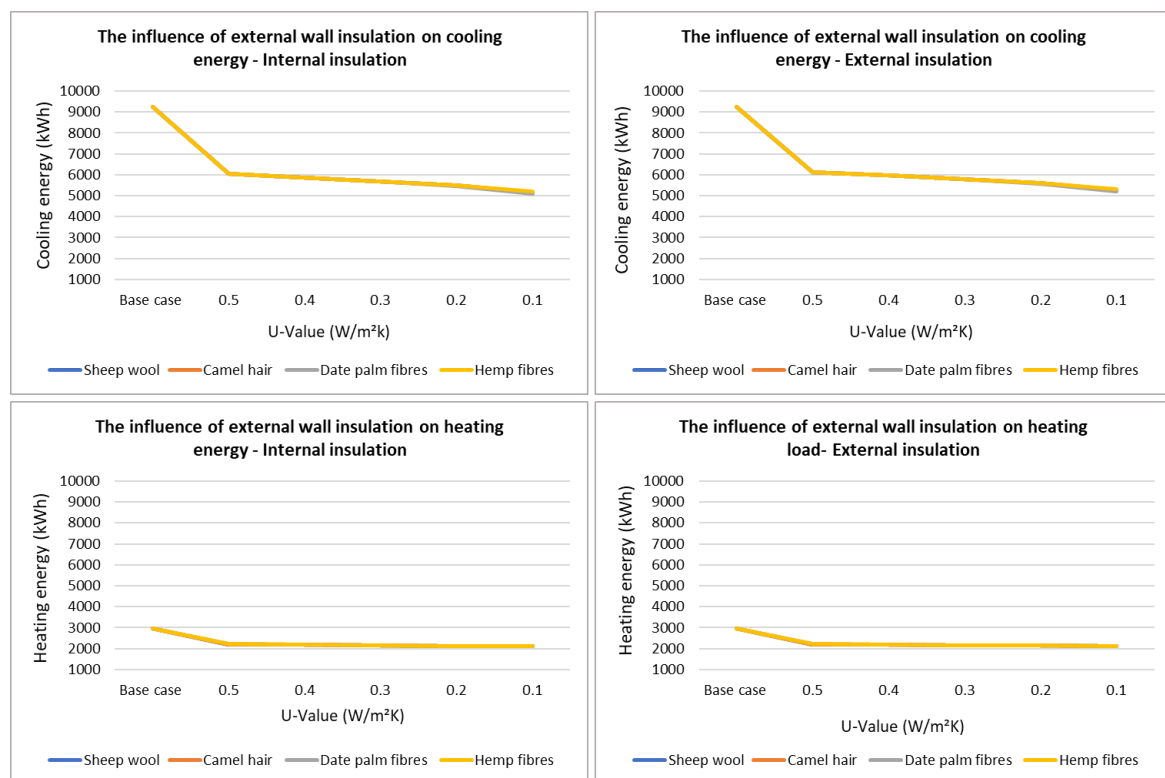 The influence of external wall insulation on cooling
energy - Internal insulation
Cooling energy (kWh)
10000
9000
8000
7000
6000
5000
4000
3000
2000
1000
Base case 0.5 0.4 0.3 0.2 0.1
U-Value (W/m²k)
Sheep wool Camel hair Date palm fibres Hemp fibres
The influence of external wall insulation on cooling
energy - External insulation
Cooling energy (kWh)
10000
9000
8000
7000
6000
5000
4000
3000
2000
1000
Base case 0.5 0.4 0.3 0.2 0.1
U-Value (W/m²K)
Sheep wool Camel hair Date palm fibres Hemp fibres
The influence of external wall insulation on heating
energy - Internal insulation
Heating energy (kWh)
10000
9000
8000
7000
6000
5000
4000
3000
2000
1000
Base case 0.5 0.4 0.3 0.2 0.1
U-Value (W/m²K)
Sheep wool Camel hair Date palm fibres Hemp fibres
The influence of external wall insulation on heating
load- External insulation
Heating energy (kWh)
10000
9000
8000
7000
6000
5000
4000
3000
2000
1000
Base case 0.5 0.4 0.3 0.2 0.1
U-Value (W/m²K)
Sheep wool Camel hair Date palm fibres Hemp fibres